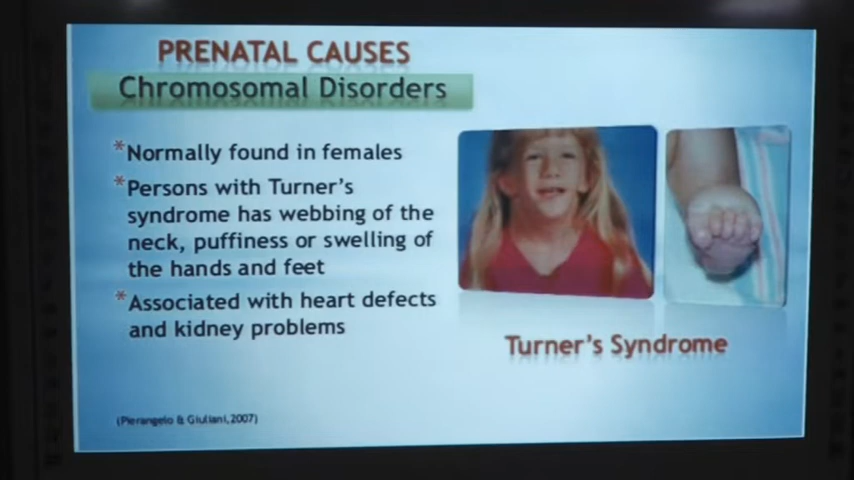 PRENATAL CAUSES
Chromosomal Disorders
*Normally found in females
*Persons with Turner's
syndrome has webbing of the
neck, puffiness or swelling of
the hands and feet
*Associated with heart defects
and kidney problems
Turner's Syndrome
(Pierangelo & Giuliani, 2007)